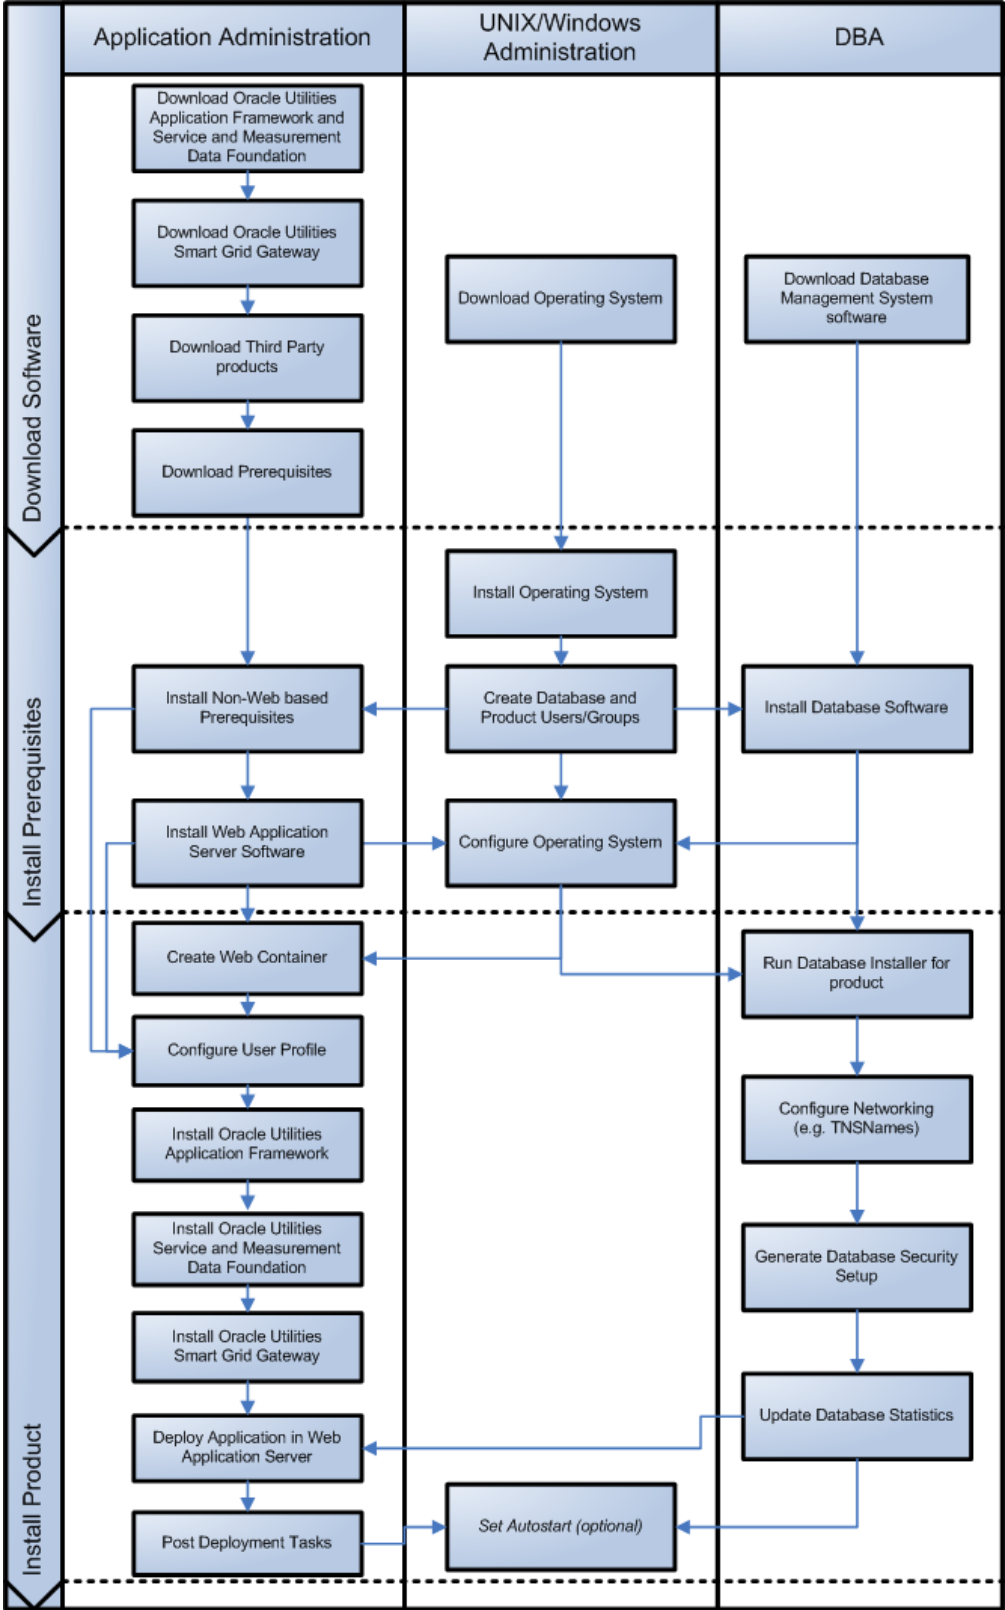 Application Administration
UNIX/Windows
Administration
DBA
Download Software
Download Oracle Utilities
Application Framework and
Service and Measurement
Data Foundation
Download Oracle Utilities
Smart Grid Gateway
Download Operating System
Download Database
Management System
software
Download Third Party
products
Download Prerequisites
Install Prerequisites
Install Operating System
Install Non-Web based
Prerequisites
Create Database and
Product Users/Groups
Install Database Software
Install Web Application
Server Software
Configure Operating System
Install Product
Create Web Container
Run Database Installer for
product
Configure User Profile
Configure Networking
(e.g. TNSNames)
Install Oracle Utilities
Application Framework
Install Oracle Utilities
Service and Measurement
Data Foundation
Generate Database Security
Setup
Install Oracle Utilities
Smart Grid Gateway
Update Database Statistics
Deploy Application in Web
Application Server
Set Autostart (optional)
Post Deployment Tasks